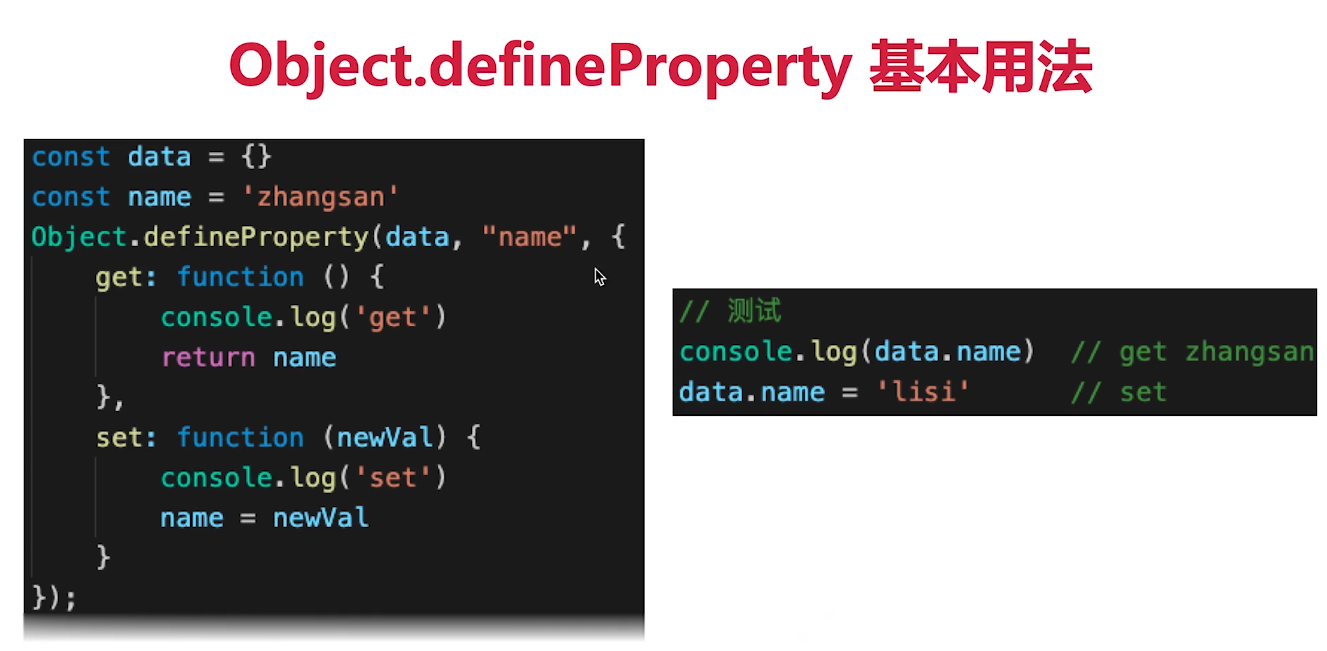 Object.defineProperty 基本用法
const data = {}
const name = 'zhangsan'
Object.defineProperty(data, "name", {
    get: function () {
        console.log('get')
        return name
    },
    set: function (newVal) {
        console.log('set')
        name = newVal
    }
});
// 测试
console.log(data.name)  // get zhangsan
data.name = 'lisi'      // set